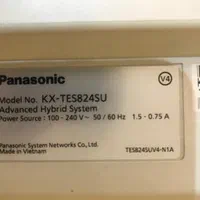 Panasonic
V4
Model No. KX-TES824SU
Advanced Hybrid System
Power Source : 100 - 240 V ~ 50 / 60 Hz 1.5 - 0.75 A
Panasonic System Networks Co., Ltd.
Made in Vietnam
TES824SUV4-N1A